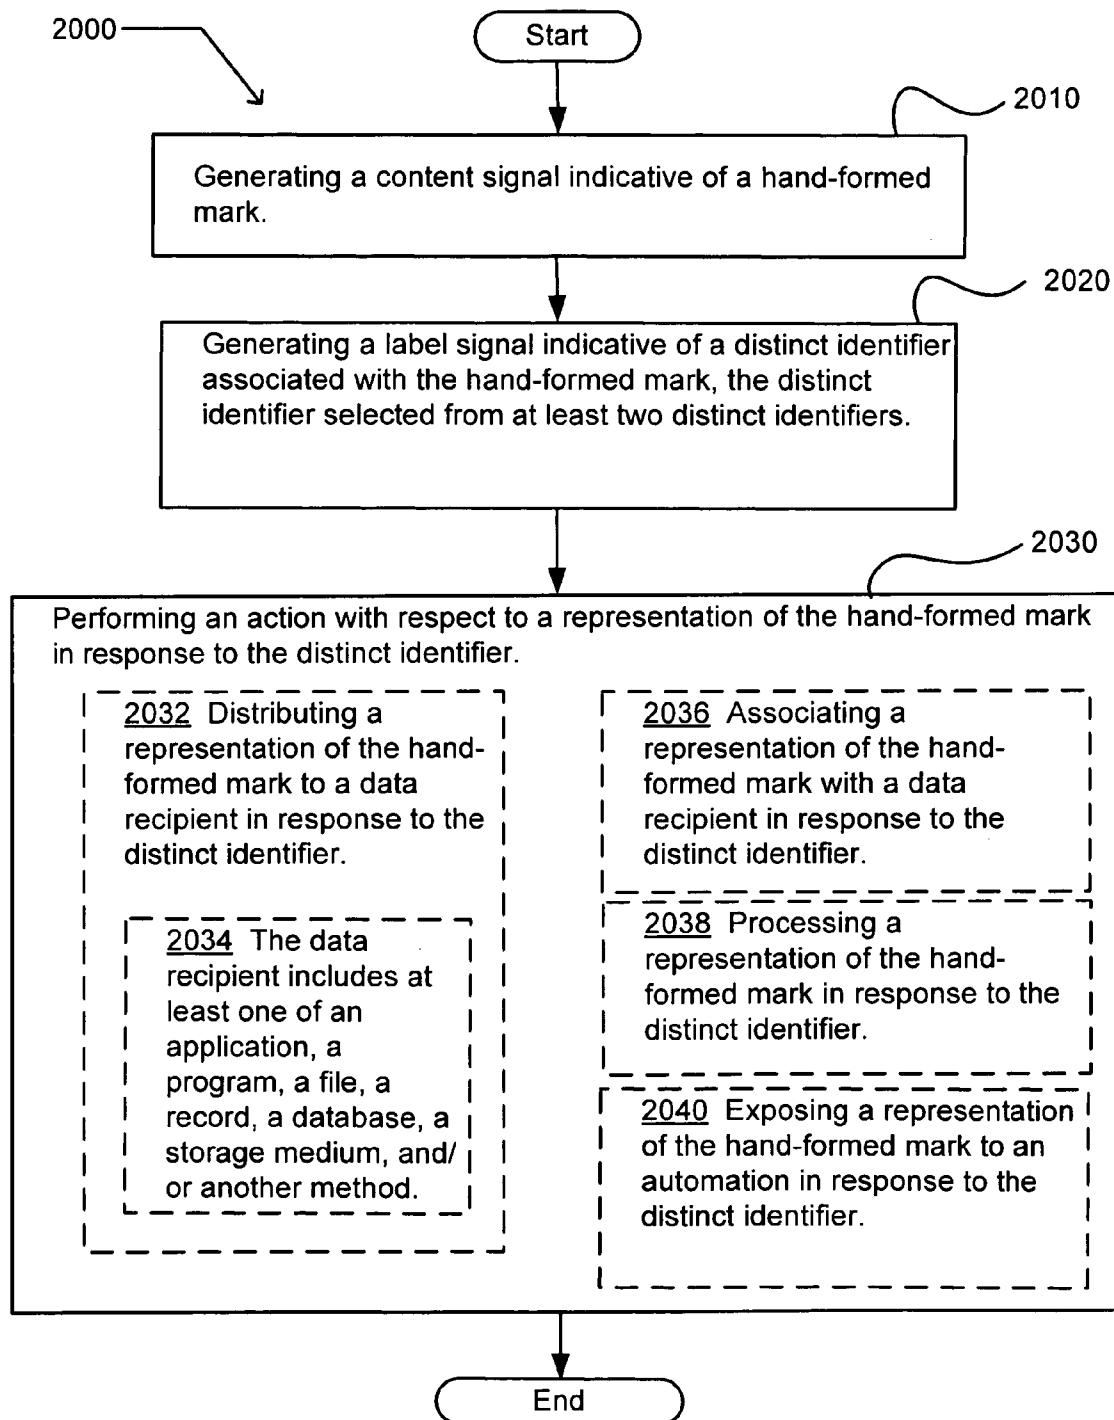 2000
Start
2010
Generating a content signal indicative of a hand-formed
mark.
2020
Generating a label signal indicative of a distinct identifier
associated with the hand-formed mark, the distinct
identifier selected from at least two distinct identifiers.
2030
Performing an action with respect to a representation of the hand-formed mark
in response to the distinct identifier.
2032 Distributing a
representation of the hand-
formed mark to a data
recipient in response to the
distinct identifier.
2034 The data
recipient includes at
least one of an
application, a
program, a file, a
record, a database, a
storage medium, and/
or another method.
2036 Associating a
representation of the hand-
formed mark with a data
recipient in response to the
distinct identifier.
2038 Processing a
representation of the hand-
formed mark in response to the
distinct identifier.
2040 Exposing a representation
of the hand-formed mark to an
automation in response to the
distinct identifier.
End